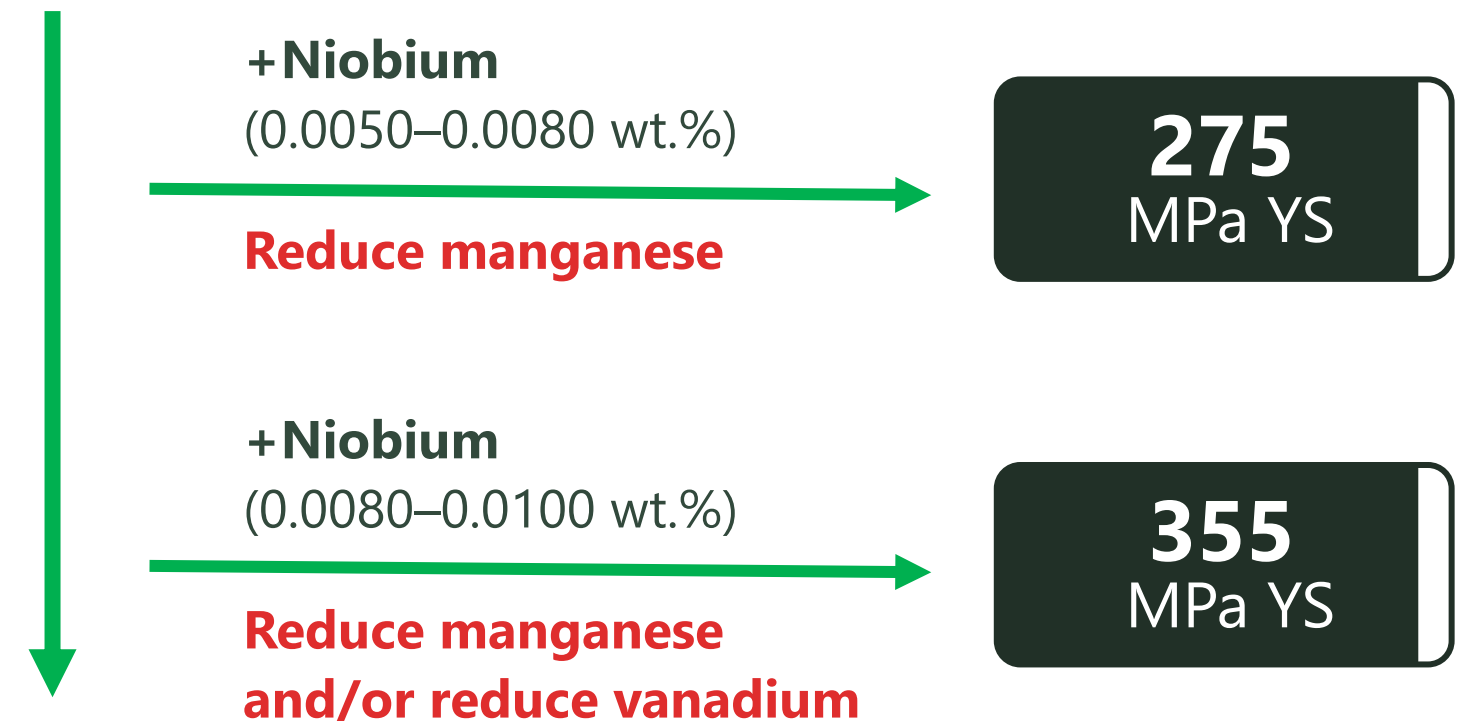 +Niobium
(0.0050–0.0080 wt.%)
Reduce manganese
275
MPa YS
+Niobium
(0.0080–0.0100 wt.%)
Reduce manganese
and/or reduce vanadium
355
MPa YS